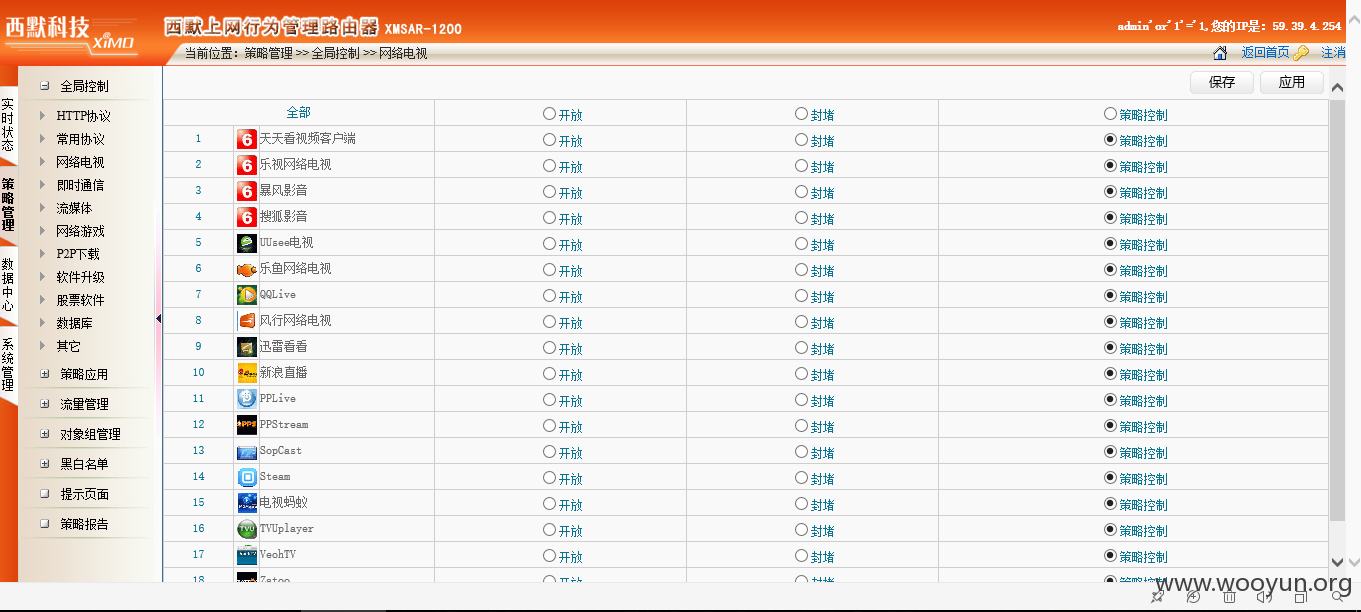 西默科技 XIMO
西默上网行为管理路由器 XMSAR-1200
admin'or'1'='1,您的IP是: 59.39.4.254
当前位置: 策略管理 >> 全局控制 >> 网络电视
返回首页 注消
实时状态
策略管理
数据中心
系统管理
全局控制
HTTP协议
常用协议
网络电视
即时通信
流媒体
网络游戏
P2P下载
软件升级
股票软件
数据库
其它
策略应用
流量管理
对象组管理
黑白名单
提示页面
策略报告
保存 应用
全部 开放 封堵 策略控制
1 天天看视频客户端 开放 封堵 策略控制
2 乐视网络电视 开放 封堵 策略控制
3 暴风影音 开放 封堵 策略控制
4 搜狐影音 开放 封堵 策略控制
5 UUsee电视 开放 封堵 策略控制
6 乐鱼网络电视 开放 封堵 策略控制
7 QQLive 开放 封堵 策略控制
8 风行网络电视 开放 封堵 策略控制
9 迅雷看看 开放 封堵 策略控制
10 新浪直播 开放 封堵 策略控制
11 PPLive 开放 封堵 策略控制
12 PPStream 开放 封堵 策略控制
13 SopCast 开放 封堵 策略控制
14 Steam 开放 封堵 策略控制
15 电视蚂蚁 开放 封堵 策略控制
16 TVUplayer 开放 封堵 策略控制
17 VeohTV 开放 封堵 策略控制
18 Zatoo 开放 封堵 策略控制
www.wooyun.org